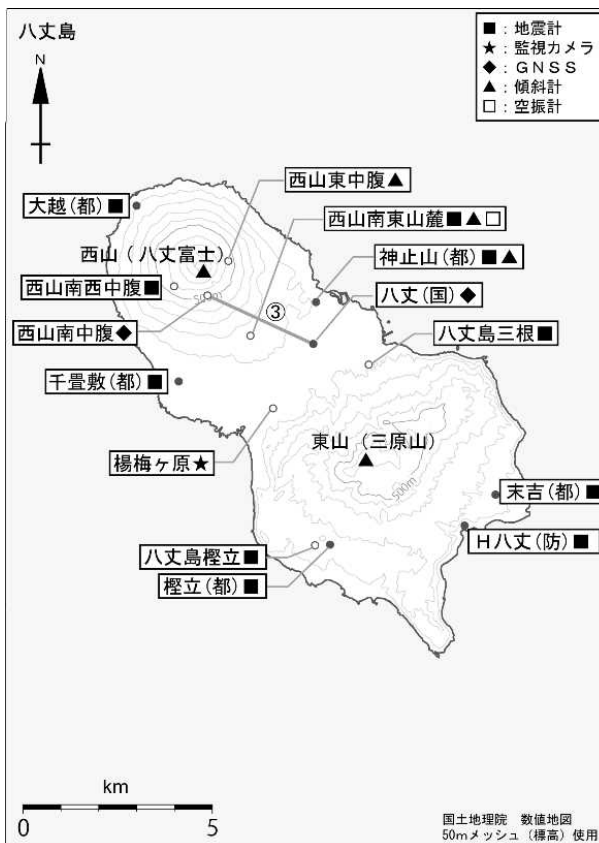 八丈島
■：地震計
★：監視カメラ
◆：GNSS
▲：傾斜計
□：空振計
N
西山東中腹▲
大越(都)■
西山南東山麓■▲□
西山（八丈富士）
神止山(都)■▲
西山南西中腹■
八丈(国)◆
500m
③
西山南中腹◆
八丈島三根■
千畳敷(都)■
東山（三原山）
楊梅ヶ原★
500m
末吉(都)■
H八丈(防)■
八丈島樫立■
樫立(都)■
km
0 5
国土地理院 数値地図
50mメッシュ（標高）使用